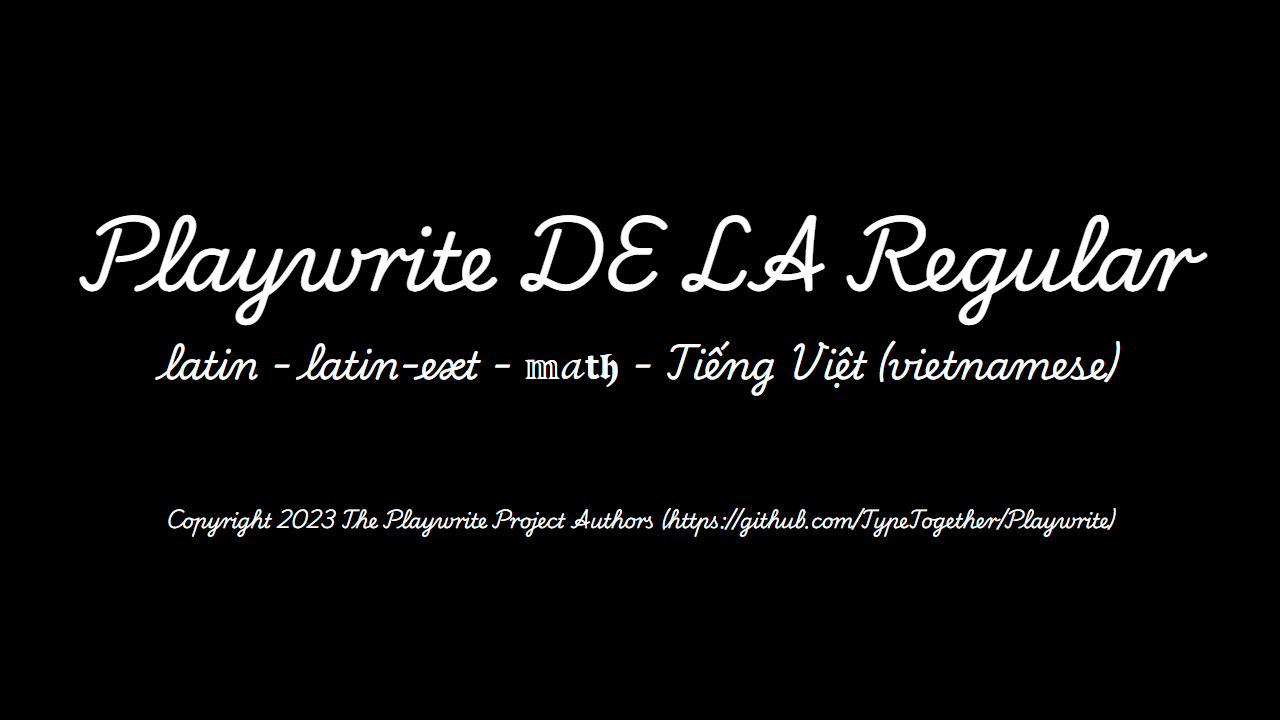 Playwrite DE LA Regular
latin - latin-ext - 𝕞𝑎𝐭𝖍 - Tiếng Việt (vietnamese)
Copyright 2023 The Playwrite Project Authors (https://github.com/TypeTogether/Playwrite)